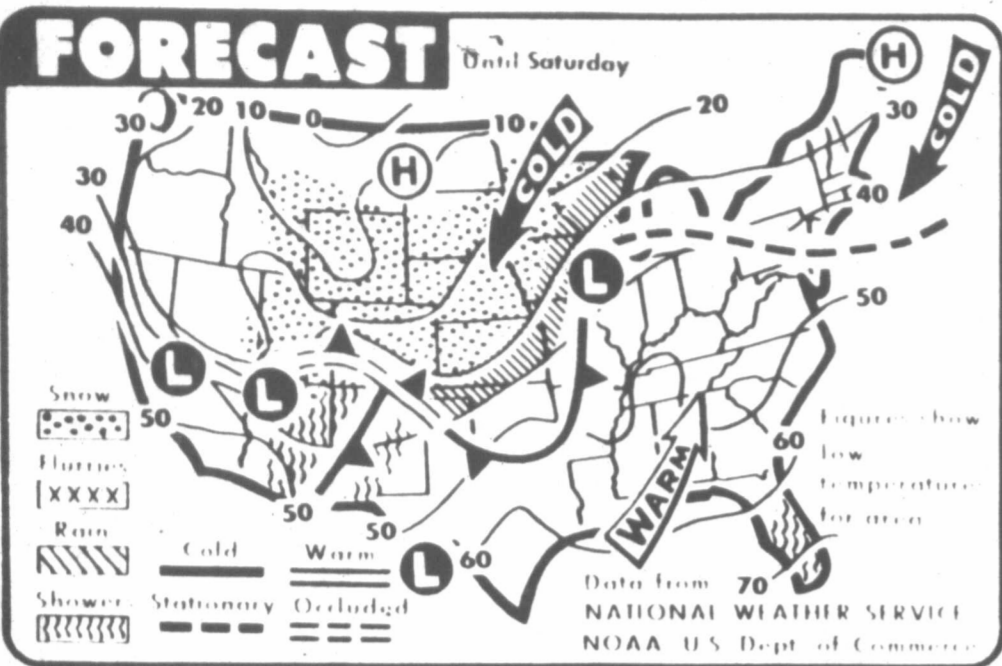 FORECAST
Until Saturday
30 20 10 0 10 COLD 20 H COLD
30 H 30
40 40
L 50
L
L
Snow 50 60
Flurries
Rain 50 WARM
Cold Warm 50 L 60
Showers Stationary Occluded
Figures show
low
temperatures
for area
70
Data from
NATIONAL WEATHER SERVICE
NOAA U.S. Dept. of Commerce